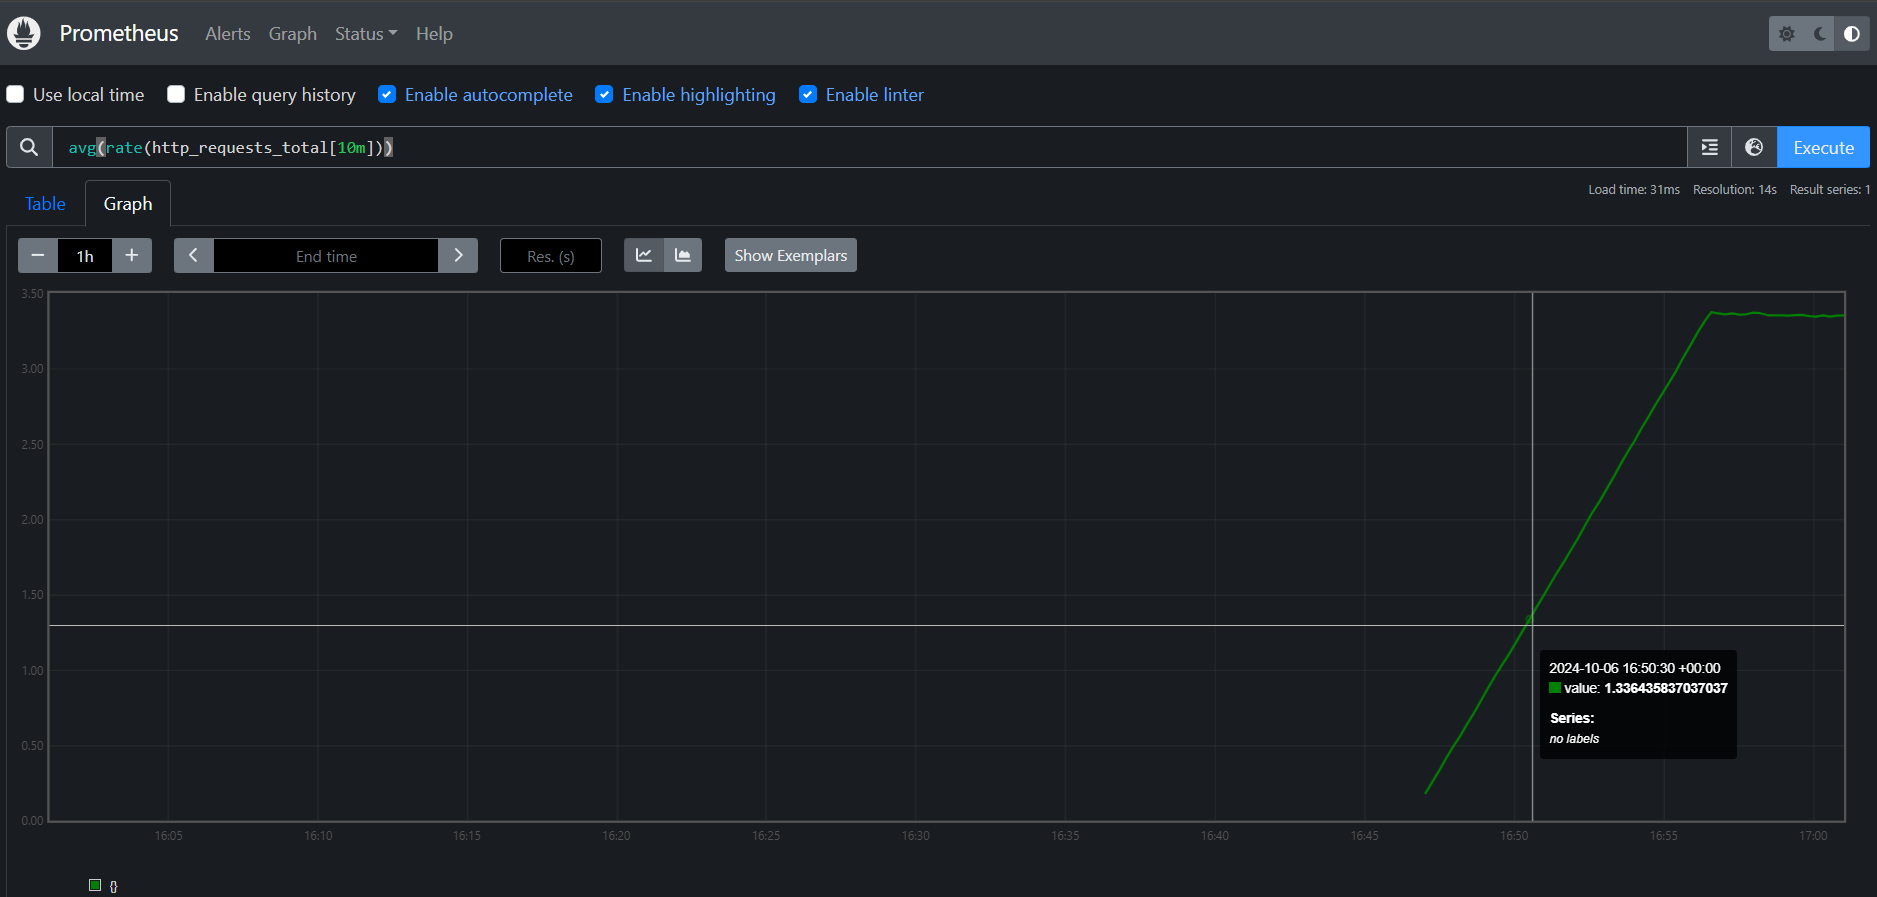 Prometheus Alerts Graph Status Help
Use local time Enable query history Enable autocomplete Enable highlighting Enable linter
avg(rate(http_requests_total[10m]))
Execute
Load time: 31ms Resolution: 14s Result series: 1
Table Graph
1h End time Res. (s) Show Exemplars
3.50
3.00
2.50
2.00
1.50
1.00
0.50
0.00
2024-10-06 16:50:30 +00:00
value: 1.336435837037037
Series:
no labels
16:05 16:10 16:15 16:20 16:25 16:30 16:35 16:40 16:45 16:50 16:55 17:00
{}